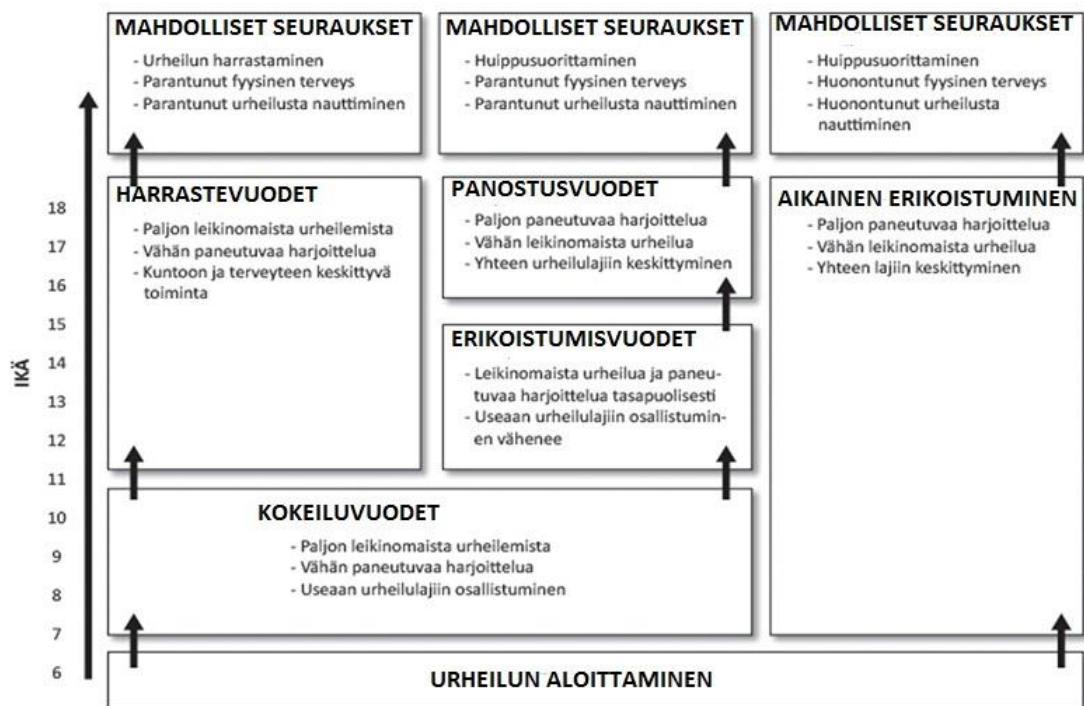 MAHDOLLISET SEURAUKSET
- Urheilun harrastaminen
- Parantunut fyysinen terveys
- Parantunut urheilusta nauttiminen
MAHDOLLISET SEURAUKSET
- Huippusuorittaminen
- Parantunut fyysinen terveys
- Parantunut urheilusta nauttiminen
MAHDOLLISET SEURAUKSET
- Huippusuorittaminen
- Huonontunut fyysinen terveys
- Huonontunut urheilusta
nauttiminen
HARRASTEVUODET
- Paljon leikinomaista urheilemista
- Vähän paneutuvaa harjoittelua
- Kuntoon ja terveyteen keskittyvä
toiminta
PANOSTUSVUODET
- Paljon paneutuvaa harjoittelua
- Vähän leikinomaista urheilua
- Yhteen urheilulajiin keskittyminen
AIKAINEN ERIKOISTUMINEN
- Paljon paneutuvaa harjoittelua
- Vähän leikinomaista urheilua
- Yhteen lajiin keskittyminen
ERIKOISTUMISVUODET
- Leikinomaista urheilua ja paneu-
tuvaa harjoittelua tasapuolisesti
- Useaan urheilulajiin osallistumin-
en vähenee
KOKEILUVUODET
- Paljon leikinomaista urheilemista
- Vähän paneutuvaa harjoittelua
- Useaan urheilulajiin osallistuminen
URHEILUN ALOITTAMINEN
IKÄ
18
17
16
15
14
13
12
11
10
9
8
7
6